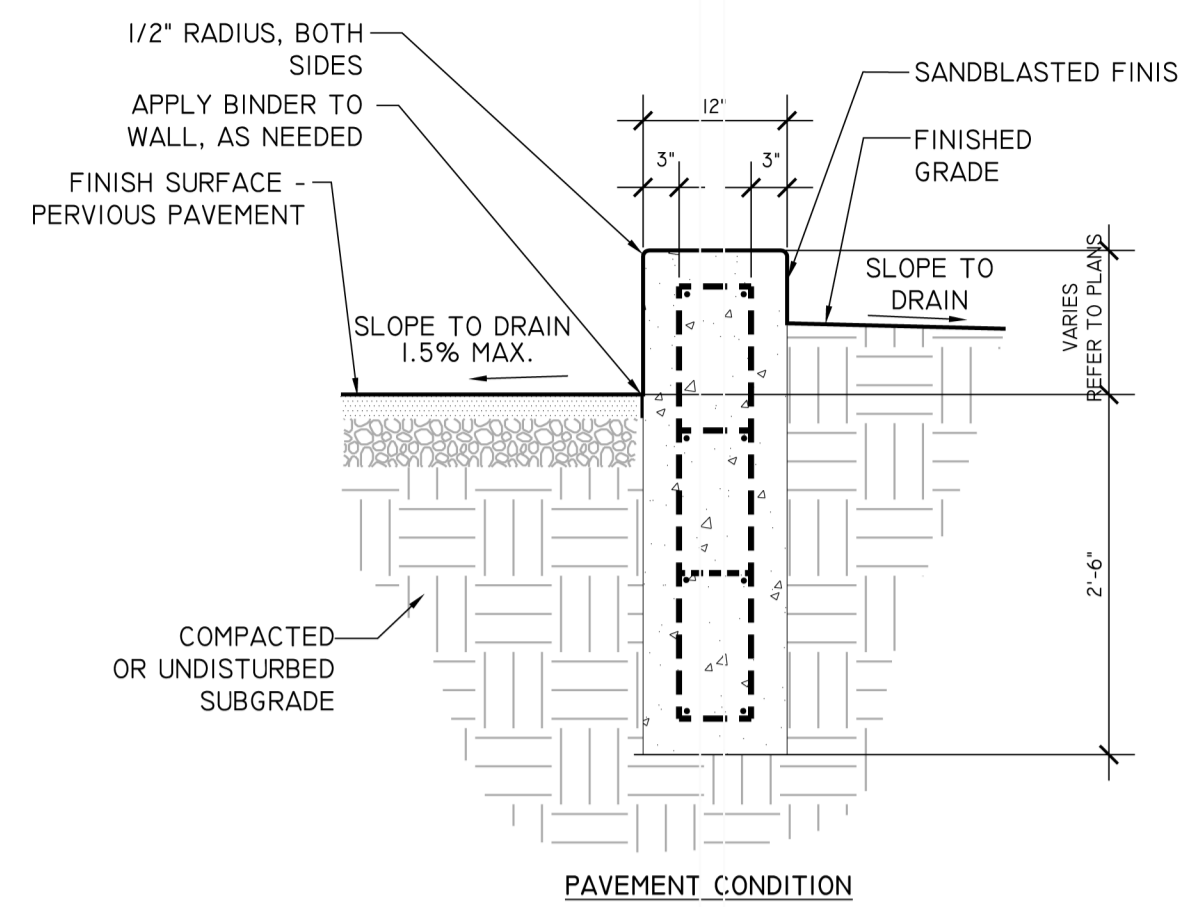 1/2" RADIUS, BOTH
SIDES
APPLY BINDER TO
WALL, AS NEEDED
FINISH SURFACE -
PERVIOUS PAVEMENT
12"
3"
3"
SANDBLASTED FINIS
FINISHED
GRADE
SLOPE TO
DRAIN
VARIES
REFER TO PLANS
SLOPE TO DRAIN
1.5% MAX.
2'-6"
COMPACTED
OR UNDISTURBED
SUBGRADE
PAVEMENT CONDITION